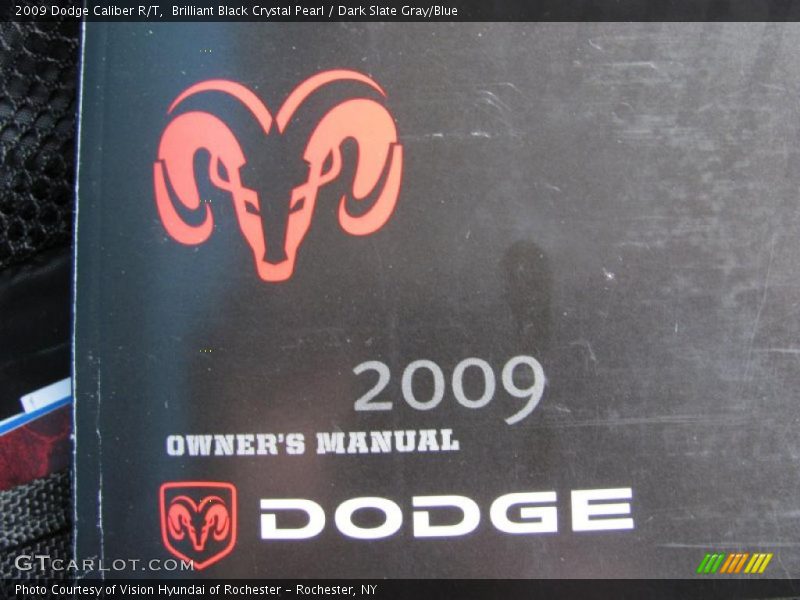 2009 Dodge Caliber R/T, Brilliant Black Crystal Pearl / Dark Slate Gray/Blue
2009
OWNER'S MANUAL
DODGE
GTCARLOT.COM
Photo Courtesy of Vision Hyundai of Rochester – Rochester, NY